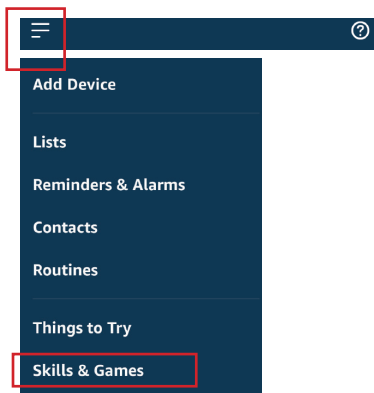 Add Device
Lists
Reminders & Alarms
Contacts
Routines
Things to Try
Skills & Games